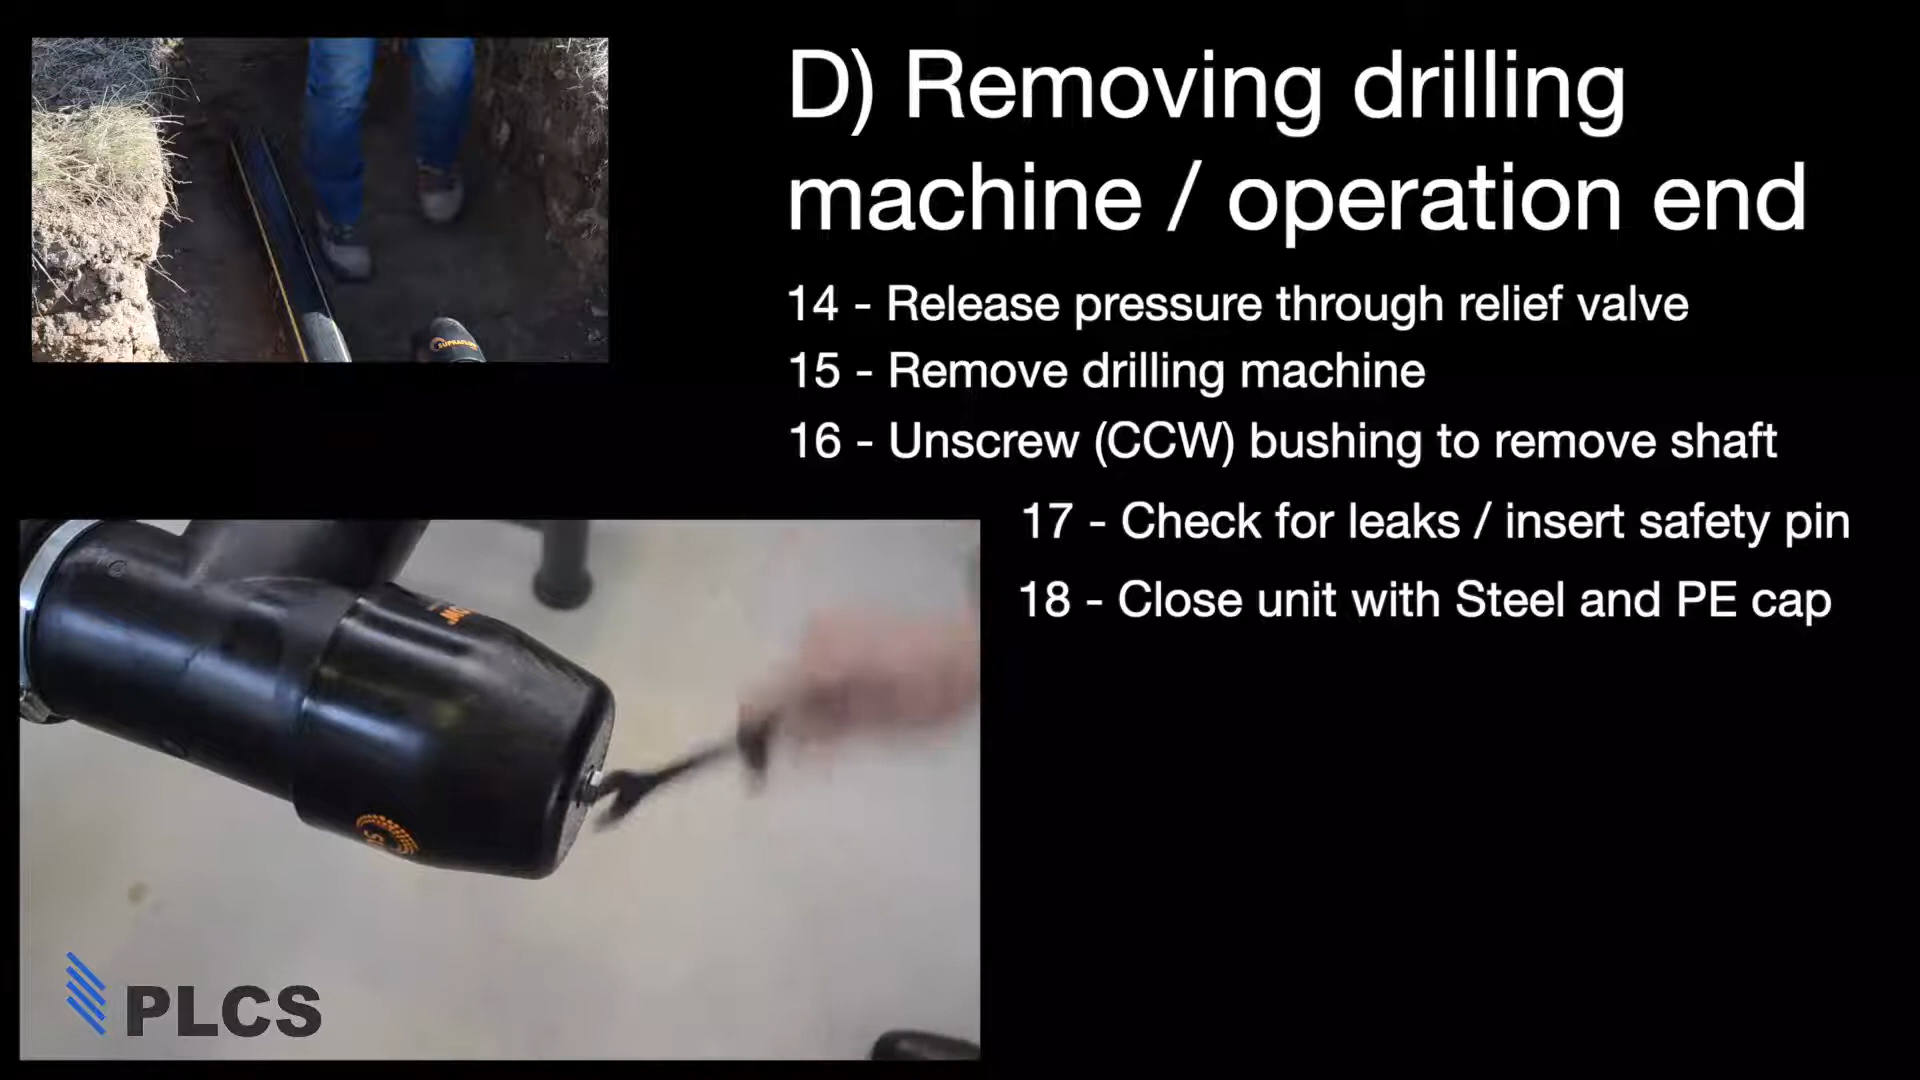 D) Removing drilling
machine / operation end
14 - Release pressure through relief valve
15 - Remove drilling machine
16 - Unscrew (CCW) bushing to remove shaft
17 - Check for leaks / insert safety pin
18 - Close unit with Steel and PE cap
PLCS